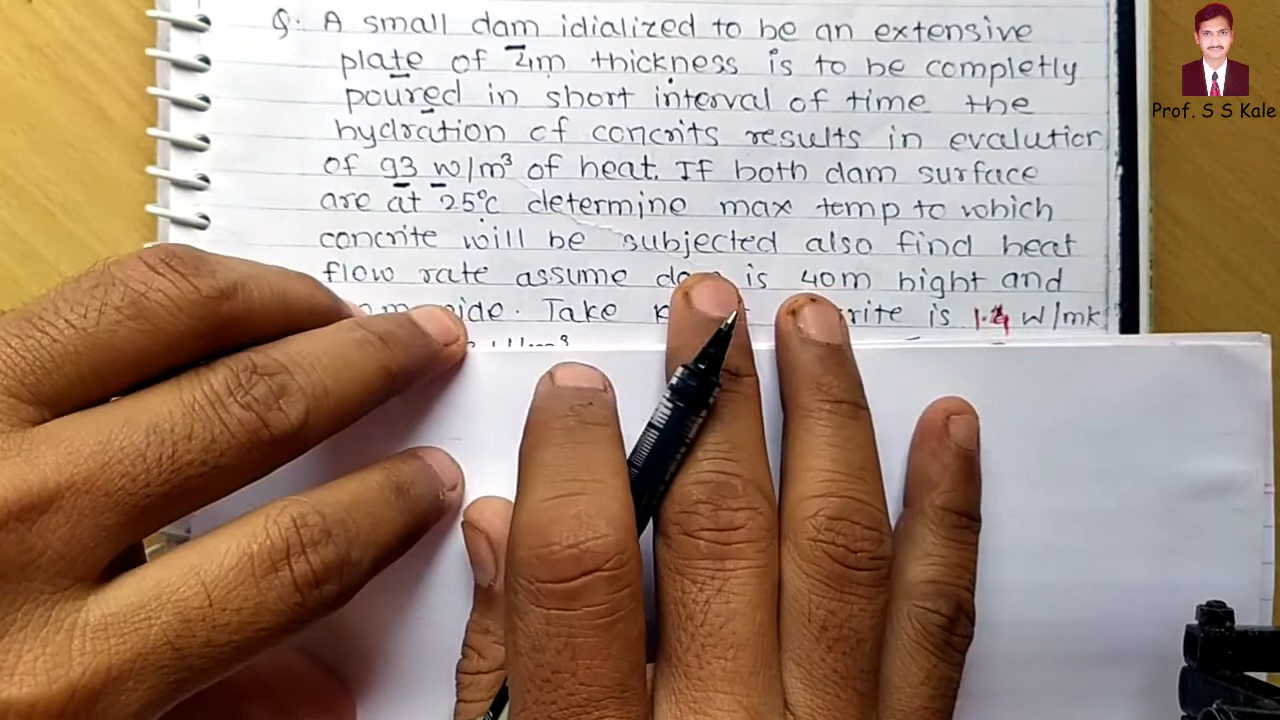 Q. A small dam idialized to be an extensive
Prof. S S Kale
plate of 4m thickness is to be completly
poured in short interval of time the
hydration of concrits results in evalution
of 93 w/m³ of heat. If both dam surface
are at 25°c determine max temp to which
concrite will be subjected also find heat
flow rate assume is 40m hight and
Take is 1.4 W/mk